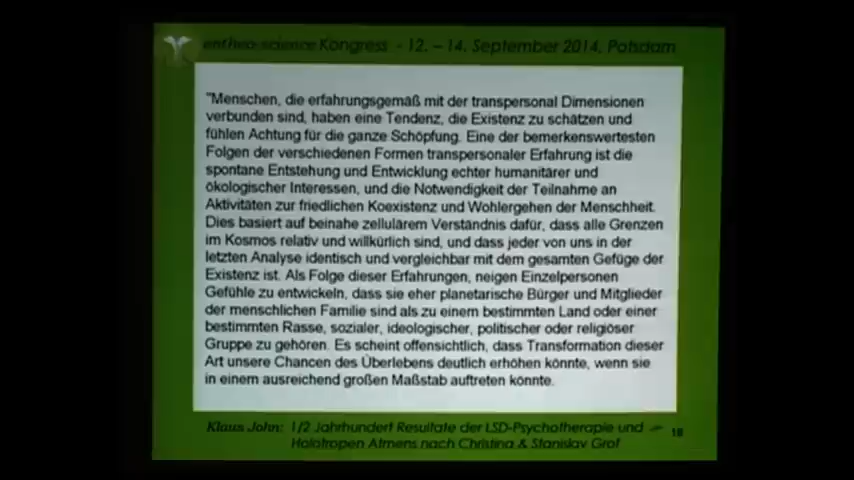 entheo-science Kongress - 12. – 14. September 2014, Potsdam
"Menschen, die erfahrungsgemäß mit der transpersonal Dimensionen
verbunden sind, haben eine Tendenz, die Existenz zu schätzen und
fühlen Achtung für die ganze Schöpfung. Eine der bemerkenswertesten
Folgen der verschiedenen Formen transpersonaler Erfahrung ist die
spontane Entstehung und Entwicklung echter humanitärer und
ökologischer Interessen, und die Notwendigkeit der Teilnahme an
Aktivitäten zur friedlichen Koexistenz und Wohlergehen der Menschheit.
Dies basiert auf beinahe zellulärem Verständnis dafür, dass alle Grenzen
im Kosmos relativ und willkürlich sind, und dass jeder von uns in der
letzten Analyse identisch und vergleichbar mit dem gesamten Gefüge der
Existenz ist. Als Folge dieser Erfahrungen, neigen Einzelpersonen
Gefühle zu entwickeln, dass sie eher planetarische Bürger und Mitglieder
der menschlichen Familie sind als zu einem bestimmten Land oder einer
bestimmten Rasse, sozialer, ideologischer, politischer oder religiöser
Gruppe zu gehören. Es scheint offensichtlich, dass Transformation dieser
Art unsere Chancen des Überlebens deutlich erhöhen könnte, wenn sie
in einem ausreichend großen Maßstab auftreten könnte.
Klaus John: 1/2 Jahrhundert Resultate der LSD-Psychotherapie und
Holotropen Atmens nach Christina & Stanislav Grof
18